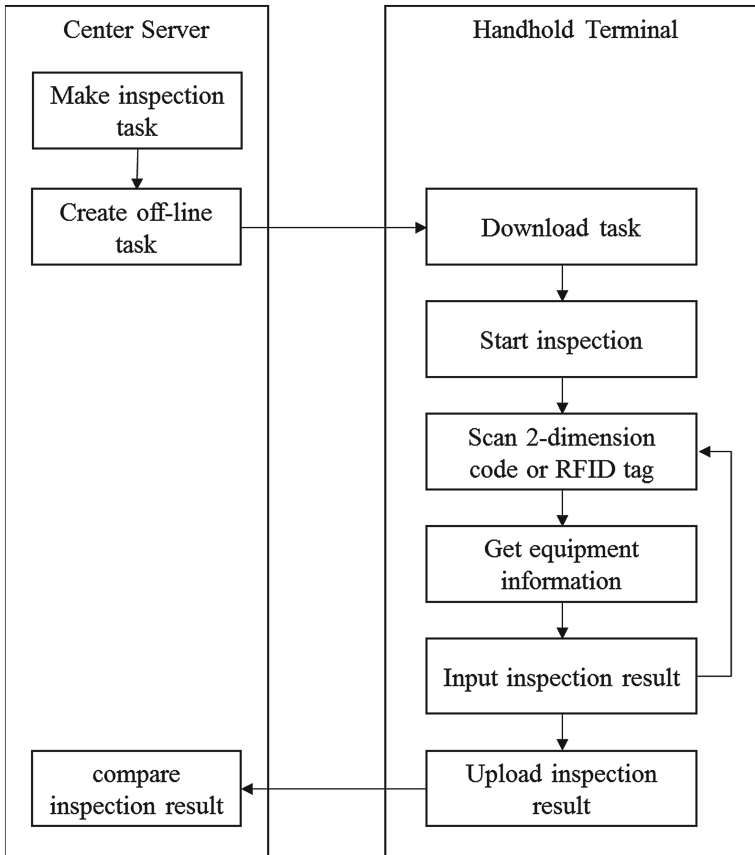 Center Server
Make inspection
task
Create off-line
task
compare
inspection result
Handhold Terminal
Download task
Start inspection
Scan 2-dimension
code or RFID tag
Get equipment
information
Input inspection result
Upload inspection
result